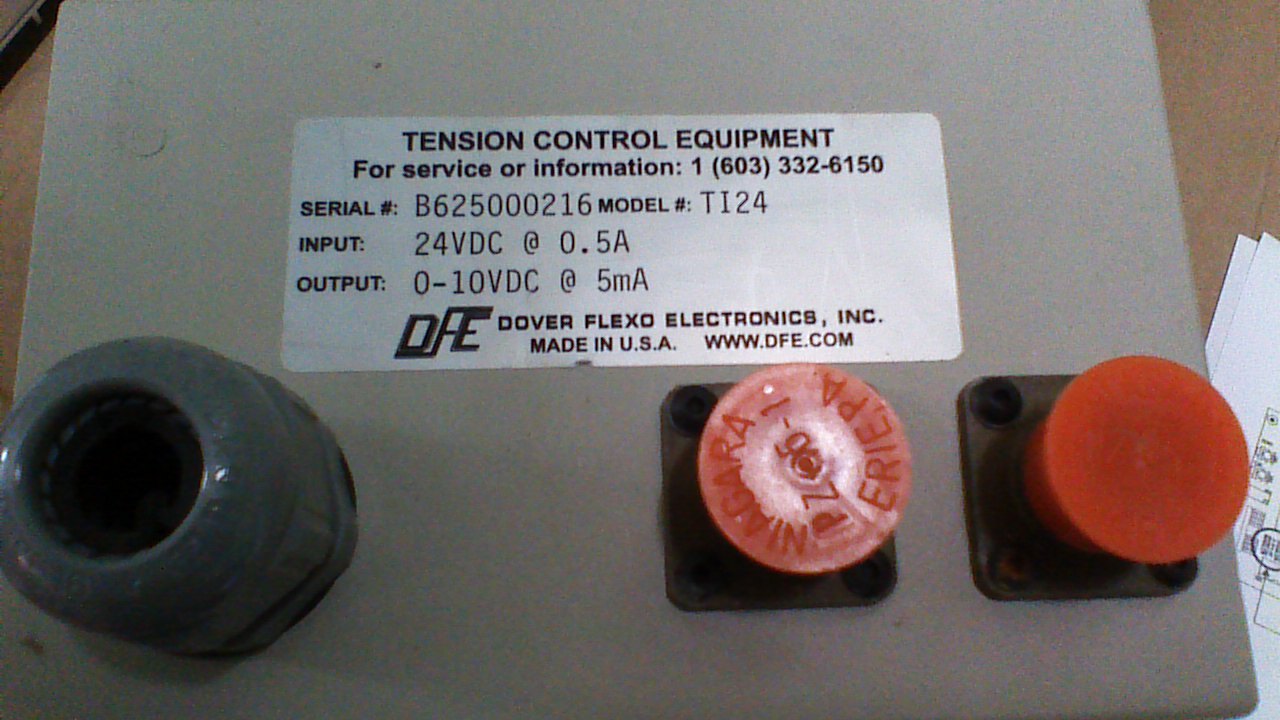 TENSION CONTROL EQUIPMENT
For service or information: 1 (603) 332-6150
SERIAL #: B625000216 MODEL #: TI24
INPUT: 24VDC @ 0.5A
OUTPUT: 0-10VDC @ 5mA
DFE DOVER FLEXO ELECTRONICS, INC.
MADE IN U.S.A. WWW.DFE.COM
NIAGARA
ERIE, PA